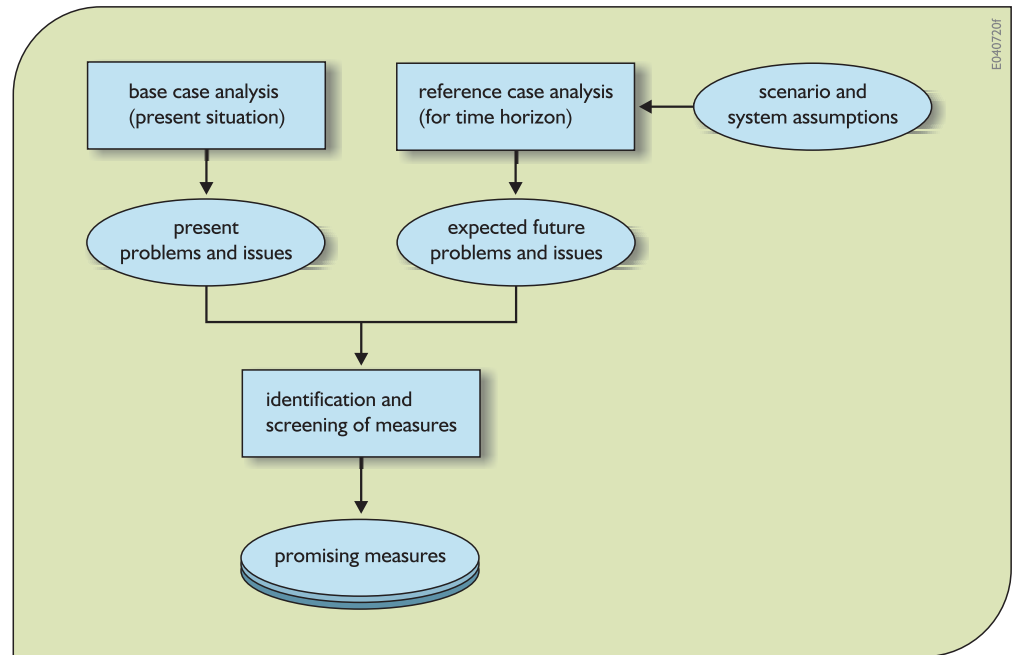 E040720f
base case analysis
(present situation)
reference case analysis
(for time horizon)
scenario and
system assumptions
present
problems and issues
expected future
problems and issues
identification and
screening of measures
promising measures